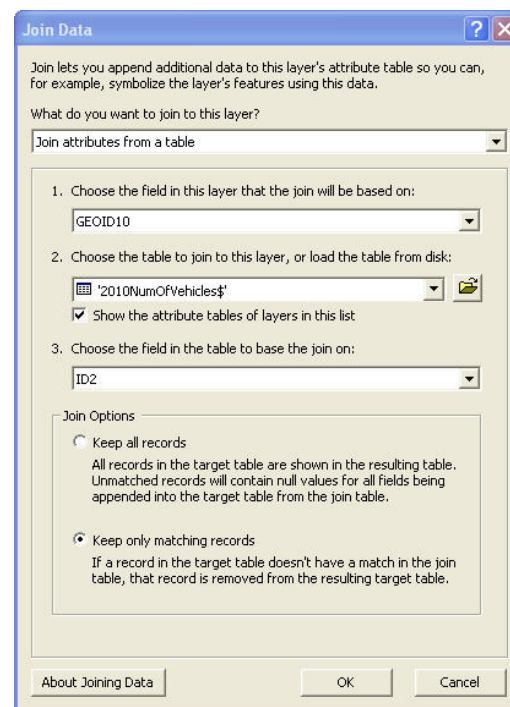 Join Data
Join lets you append additional data to this layer's attribute table so you can,
for example, symbolize the layer's features using this data.
What do you want to join to this layer?
Join attributes from a table
1. Choose the field in this layer that the join will be based on:
GEOID10
2. Choose the table to join to this layer, or load the table from disk:
'2010NumOfVehicles$'
Show the attribute tables of layers in this list
3. Choose the field in the table to base the join on:
ID2
Join Options
Keep all records
All records in the target table are shown in the resulting table.
Unmatched records will contain null values for all fields being
appended into the target table from the join table.
Keep only matching records
If a record in the target table doesn't have a match in the join
table, that record is removed from the resulting target table.
About Joining Data
OK
Cancel